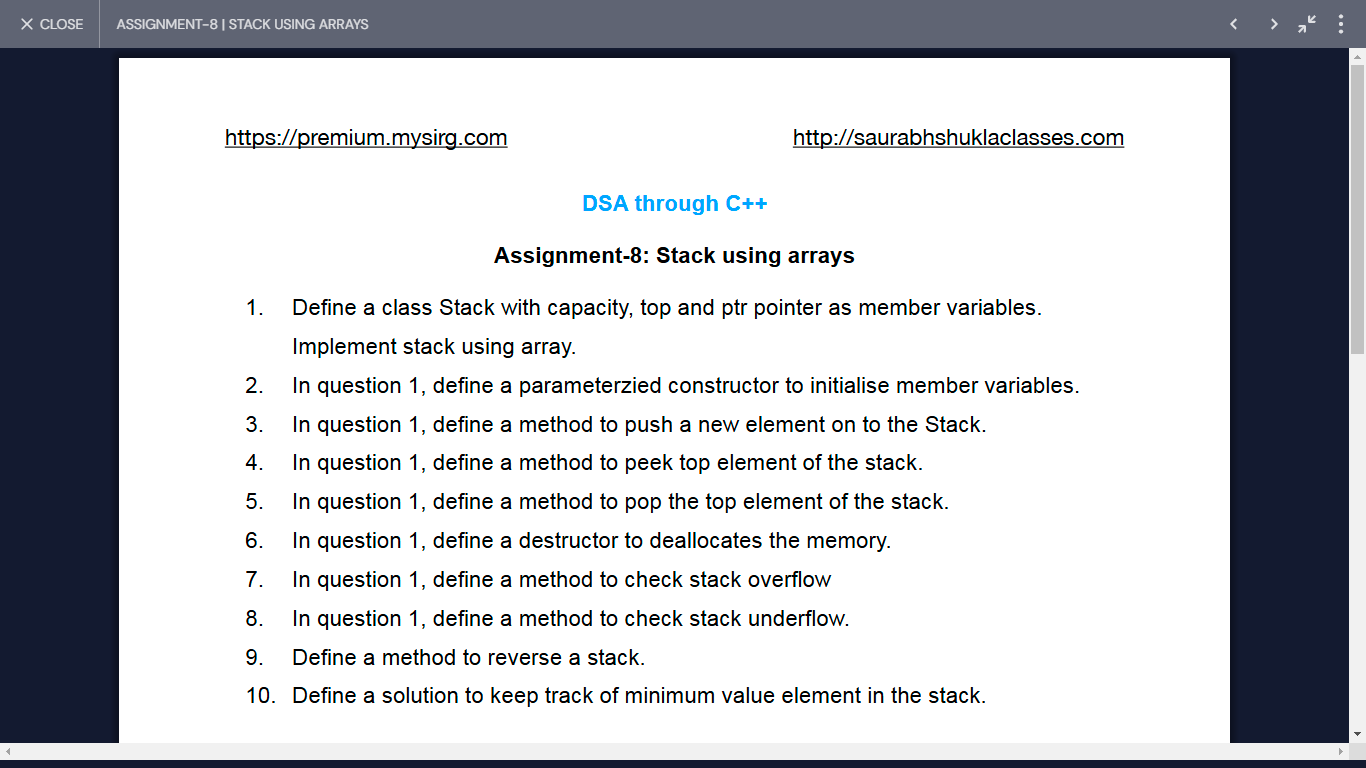 CLOSE
ASSIGNMENT-8 | STACK USING ARRAYS
https://premium.mysirg.com
http://saurabhshuklaclasses.com
DSA through C++
Assignment-8: Stack using arrays
1. Define a class Stack with capacity, top and ptr pointer as member variables.
Implement stack using array.
2. In question 1, define a parameterzied constructor to initialise member variables.
3. In question 1, define a method to push a new element on to the Stack.
4. In question 1, define a method to peek top element of the stack.
5. In question 1, define a method to pop the top element of the stack.
6. In question 1, define a destructor to deallocates the memory.
7. In question 1, define a method to check stack overflow
8. In question 1, define a method to check stack underflow.
9. Define a method to reverse a stack.
10. Define a solution to keep track of minimum value element in the stack.